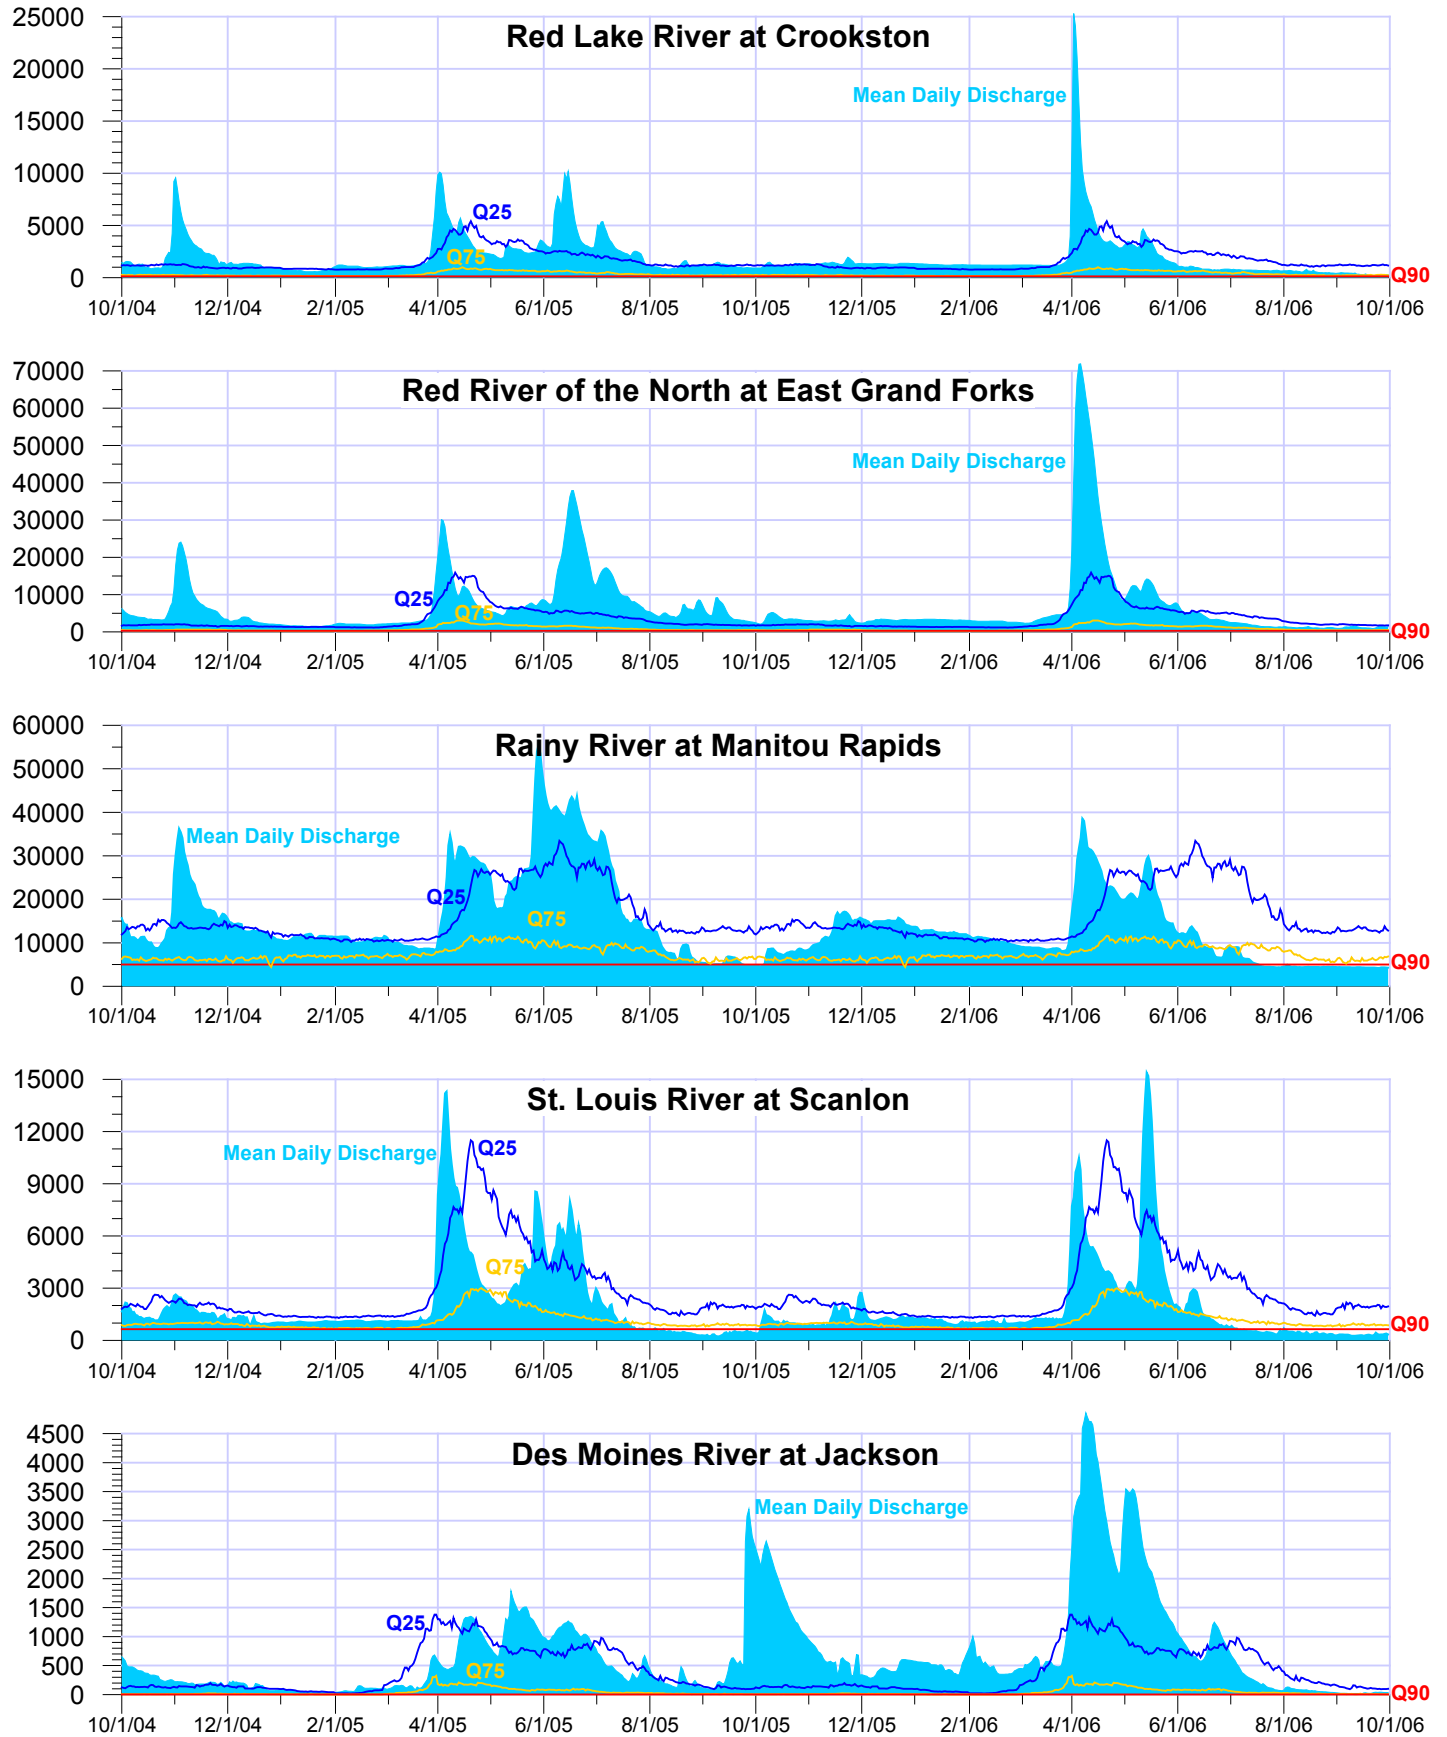 Red Lake River at Crookston
25000
20000
15000
10000
5000
0
Mean Daily Discharge
Q25
Q75
Q90
10/1/04 12/1/04 2/1/05 4/1/05 6/1/05 8/1/05 10/1/05 12/1/05 2/1/06 4/1/06 6/1/06 8/1/06 10/1/06
Red River of the North at East Grand Forks
70000
60000
50000
40000
30000
20000
10000
0
Mean Daily Discharge
Q25
Q75
Q90
10/1/04 12/1/04 2/1/05 4/1/05 6/1/05 8/1/05 10/1/05 12/1/05 2/1/06 4/1/06 6/1/06 8/1/06 10/1/06
Rainy River at Manitou Rapids
60000
50000
40000
30000
20000
10000
0
Mean Daily Discharge
Q25
Q75
Q90
10/1/04 12/1/04 2/1/05 4/1/05 6/1/05 8/1/05 10/1/05 12/1/05 2/1/06 4/1/06 6/1/06 8/1/06 10/1/06
St. Louis River at Scanlon
15000
12000
9000
6000
3000
0
Mean Daily Discharge
Q25
Q75
Q90
10/1/04 12/1/04 2/1/05 4/1/05 6/1/05 8/1/05 10/1/05 12/1/05 2/1/06 4/1/06 6/1/06 8/1/06 10/1/06
Des Moines River at Jackson
4500
4000
3500
3000
2500
2000
1500
1000
500
0
Mean Daily Discharge
Q25
Q75
Q90
10/1/04 12/1/04 2/1/05 4/1/05 6/1/05 8/1/05 10/1/05 12/1/05 2/1/06 4/1/06 6/1/06 8/1/06 10/1/06